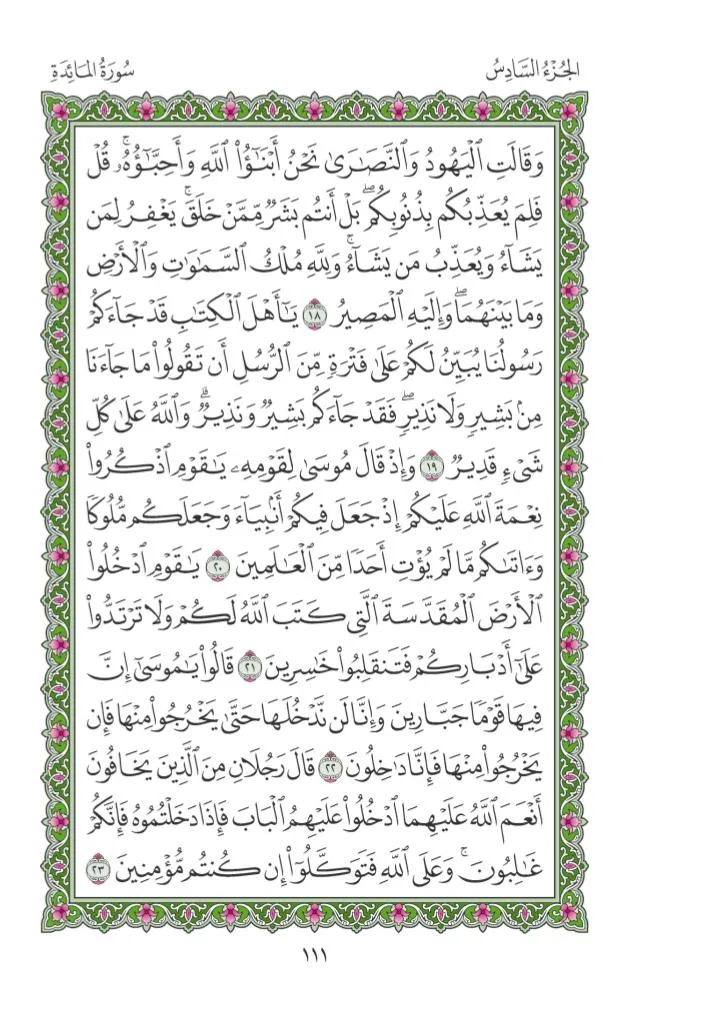 الجُزْءُ السَّادِسُ
سُورَةُ المَائِدَةِ
وَقَالَتِ ٱلۡيَهُودُ وَٱلنَّصَٰرَىٰ نَحۡنُ أَبۡنَٰٓؤُاْ ٱللَّهِ وَأَحِبَّٰٓؤُهُۥۚ قُلۡ
فَلِمَ يُعَذِّبُكُم بِذُنُوبِكُمۖ بَلۡ أَنتُم بَشَرٞ مِّمَّنۡ خَلَقَۚ يَغۡفِرُ لِمَن
يَشَآءُ وَيُعَذِّبُ مَن يَشَآءُۚ وَلِلَّهِ مُلۡكُ ٱلسَّمَٰوَٰتِ وَٱلۡأَرۡضِ
وَمَا بَيۡنَهُمَاۖ وَإِلَيۡهِ ٱلۡمَصِيرُ ١٨ يَٰٓأَهۡلَ ٱلۡكِتَٰبِ قَدۡ جَآءَكُمۡ
رَسُولُنَا يُبَيِّنُ لَكُمۡ عَلَىٰ فَتۡرَةٖ مِّنَ ٱلرُّسُلِ أَن تَقُولُواْ مَا جَآءَنَا
مِنۢ بَشِيرٖ وَلَا نَذِيرٖۖ فَقَدۡ جَآءَكُم بَشِيرٞ وَنَذِيرٞۗ وَٱللَّهُ عَلَىٰ كُلِّ
شَيۡءٖ قَدِيرٞ ١٩ وَإِذۡ قَالَ مُوسَىٰ لِقَوۡمِهِۦ يَٰقَوۡمِ ٱذۡكُرُواْ
نِعۡمَةَ ٱللَّهِ عَلَيۡكُمۡ إِذۡ جَعَلَ فِيكُمۡ أَنۢبِيَآءَ وَجَعَلَكُم مُّلُوكٗا
وَءَاتَىٰكُم مَّا لَمۡ يُؤۡتِ أَحَدٗا مِّنَ ٱلۡعَٰلَمِينَ ٢٠ يَٰقَوۡمِ ٱدۡخُلُواْ
ٱلۡأَرۡضَ ٱلۡمُقَدَّسَةَ ٱلَّتِي كَتَبَ ٱللَّهُ لَكُمۡ وَلَا تَرۡتَدُّواْ
عَلَىٰٓ أَدۡبَارِكُمۡ فَتَنقَلِبُواْ خَٰسِرِينَ ٢١ قَالُواْ يَٰمُوسَىٰٓ إِنَّ
فِيهَا قَوۡمٗا جَبَّارِينَ وَإِنَّا لَن نَّدۡخُلَهَا حَتَّىٰ يَخۡرُجُواْ مِنۡهَا فَإِن
يَخۡرُجُواْ مِنۡهَا فَإِنَّا دَٰخِلُونَ ٢٢ قَالَ رَجُلَانِ مِنَ ٱلَّذِينَ يَخَافُونَ
أَنۡعَمَ ٱللَّهُ عَلَيۡهِمَا ٱدۡخُلُواْ عَلَيۡهِمُ ٱلۡبَابَ فَإِذَا دَخَلۡتُمُوهُ فَإِنَّكُمۡ
غَٰلِبُونَۚ وَعَلَى ٱللَّهِ فَتَوَكَّلُوٓاْ إِن كُنتُم مُّؤۡمِنِينَ ٢٣
١١١